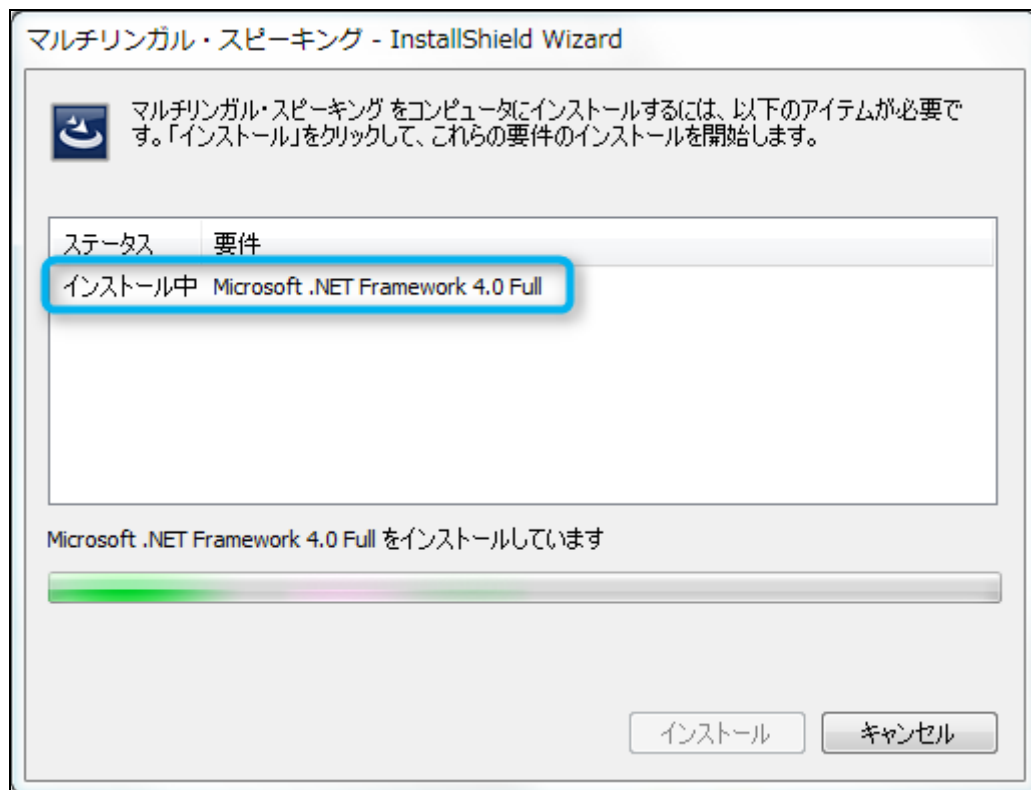 マルチリンガル・スピーキング - InstallShield Wizard
マルチリンガル・スピーキング をコンピュータにインストールするには、以下のアイテムが必要で
す。「インストール」をクリックして、これらの要件のインストールを開始します。
ステータス 要件
インストール中 Microsoft .NET Framework 4.0 Full
Microsoft .NET Framework 4.0 Full をインストールしています
インストール キャンセル